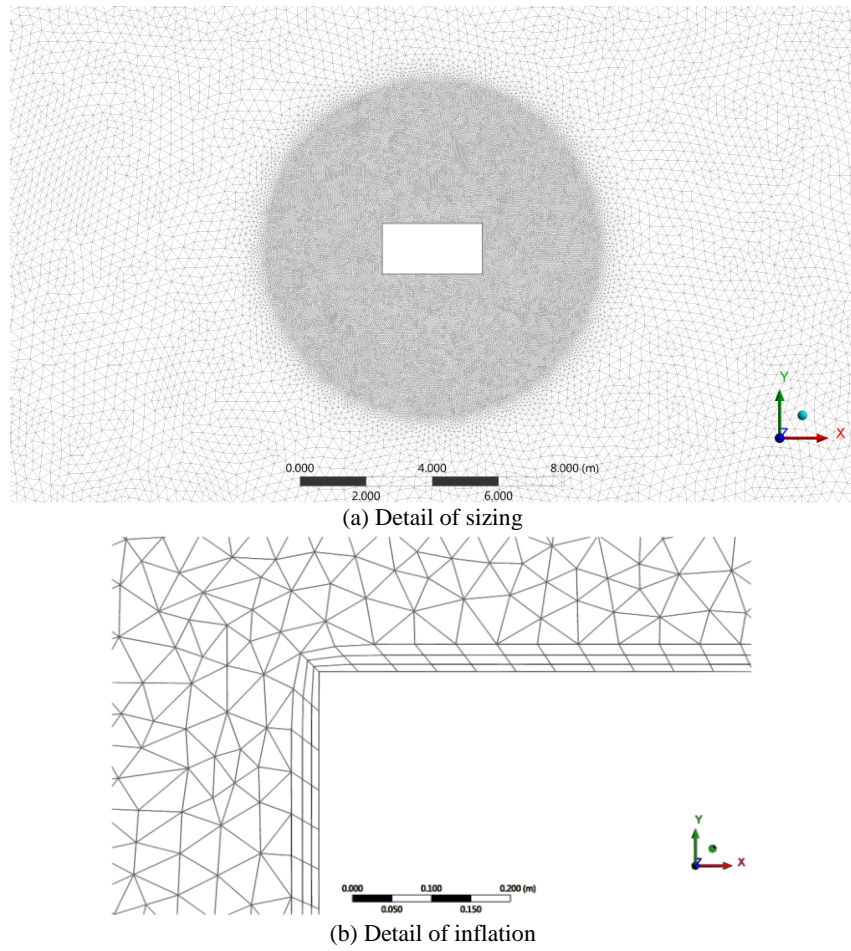 Y
X
Z
0.000 4.000 8.000 (m)
2.000 6.000
(a) Detail of sizing
Y
X
Z
0.000 0.100 0.200 (m)
0.050 0.150
(b) Detail of inflation